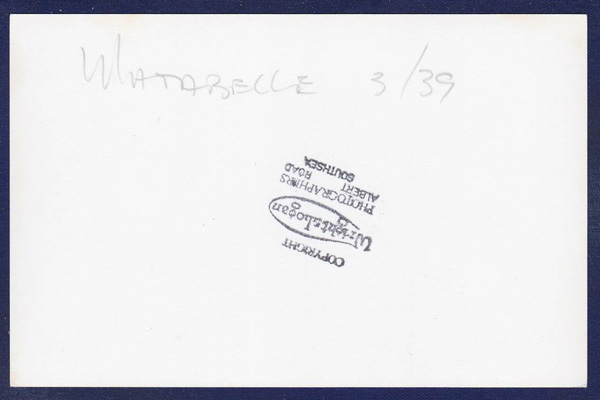 MATABELLE 3/39
COPYRIGHT
Wright & Logan
PHOTOGRAPHERS
ALBERT ROAD
SOUTHSEA